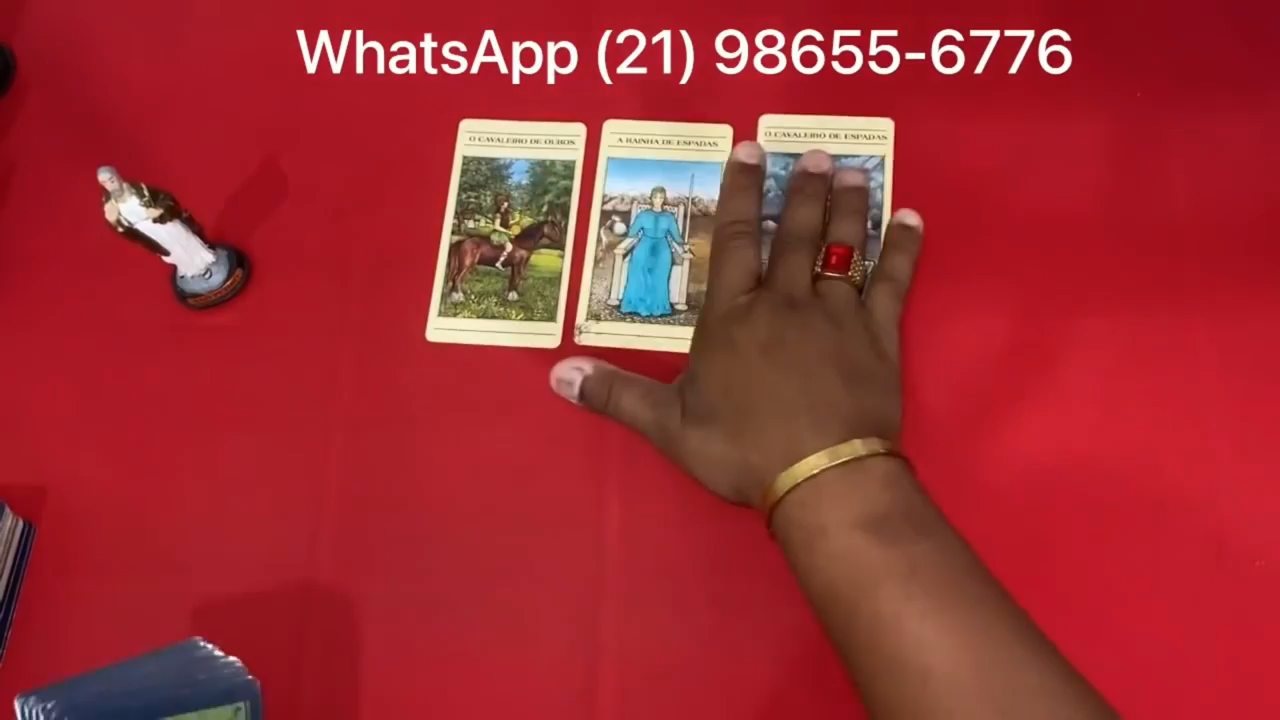 WhatsApp (21) 98655-6776
O CAVALEIRO DE OUROS
A RAINHA DE ESPADAS
O CAVALEIRO DE ESPADAS